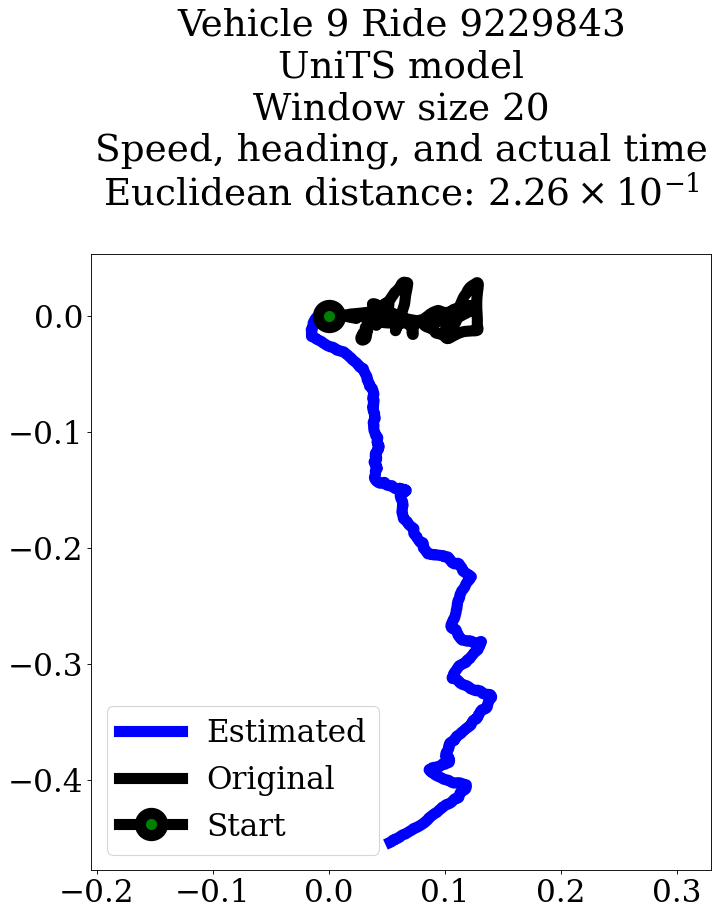 Vehicle 9 Ride 9229843
UniTS model
Window size 20
Speed, heading, and actual time
Euclidean distance: 2.26 × 10⁻¹
0.0
−0.1
−0.2
−0.3
−0.4
Estimated
Original
Start
−0.2 −0.1 0.0 0.1 0.2 0.3